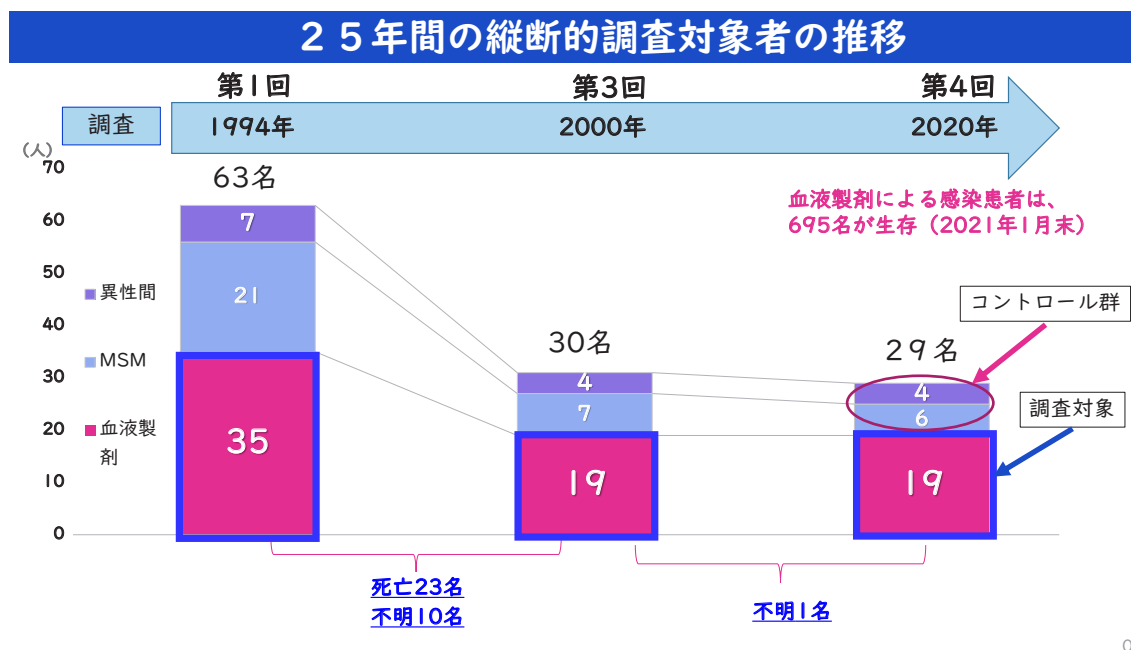 ２５年間の縦断的調査対象者の推移
第1回
第3回
第4回
調査
1994年
2000年
2020年
（人）
70
60
50
40
30
20
10
0
63名
30名
29名
血液製剤による感染患者は、
695名が生存（2021年1月末）
コントロール群
調査対象
異性間
MSM
血液製
剤
7
21
35
4
7
19
4
6
19
死亡23名
不明10名
不明1名